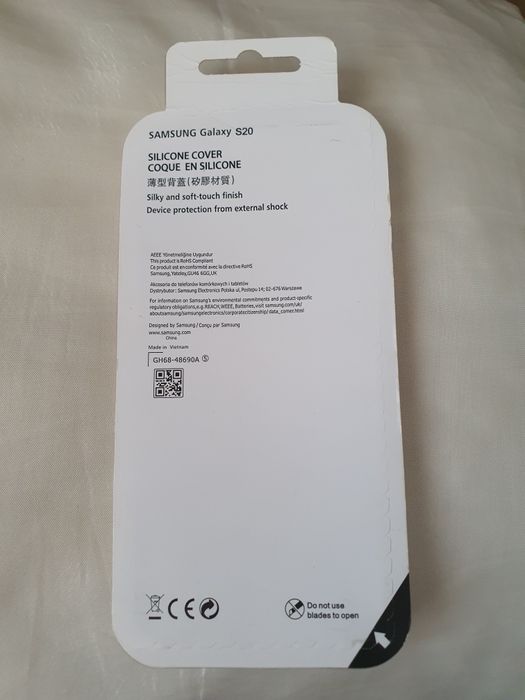 SAMSUNG Galaxy S20
SILICONE COVER
COQUE EN SILICONE
薄型背蓋(矽膠材質)
Silky and soft-touch finish
Device protection from external shock
AEEE Yönetmeliğine Uygundur
This product is RoHS Compliant
Ce produit est en conformité avec la directive RoHS
Samsung, Yateley,GU46 6GG,UK
Akcesoria do telefonów komórkowych i tabletów
Dystrybutor: Samsung Electronics Polska ul, Postepu 14; 02-676 Warszawa
For information on Samsung's environmental commitments and product-specific
regulatory obligations,e.g.REACH,WEEE, Batteries,visit samsung.com/uk/
aboutsamsung/samsungelectronics/corporatecitizenship/ data_corner.html
Designed by Samsung / Conçu par Samsung
www.samsung.com
China
Made in Vietnam
GH68-48690A Ⓢ
CE
Do not use
blades to open